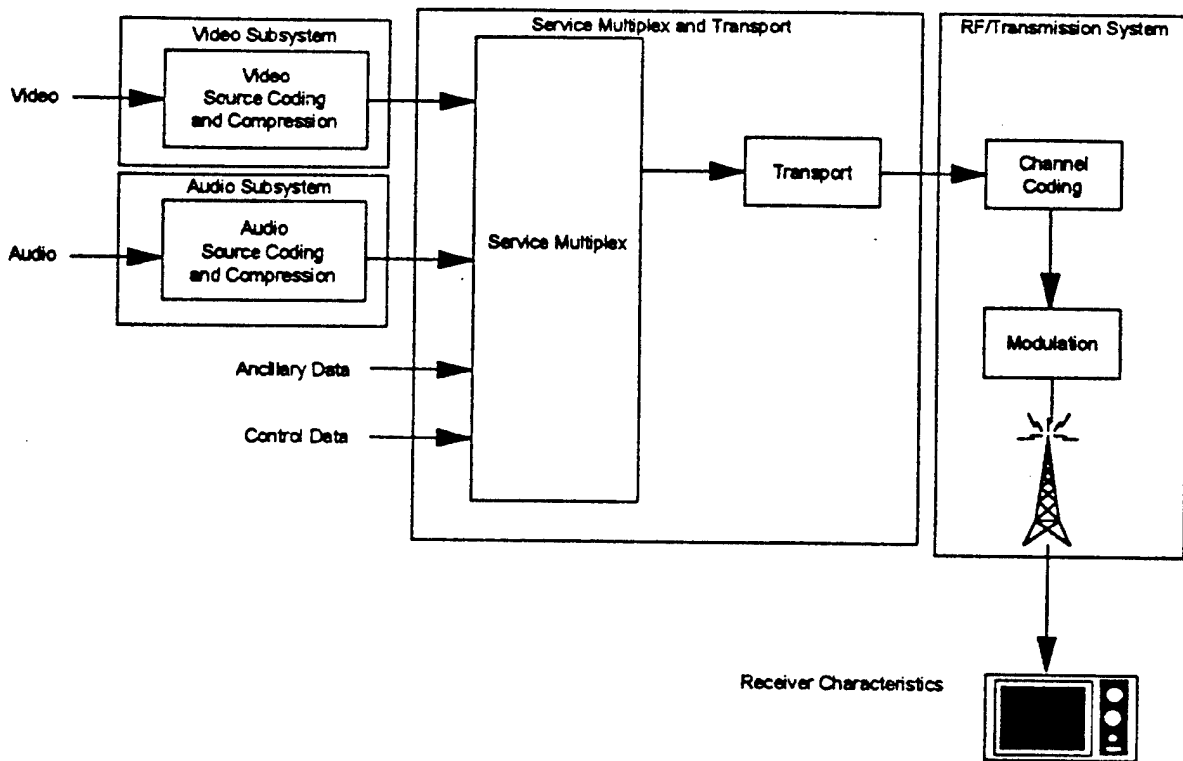 Video Subsystem
Video
Source Coding
and Compression
Video
Audio Subsystem
Audio
Source Coding
and Compression
Audio
Ancillary Data
Control Data
Service Multiplex and Transport
Service Multiplex
Transport
RF/Transmission System
Channel
Coding
Modulation
Receiver Characteristics